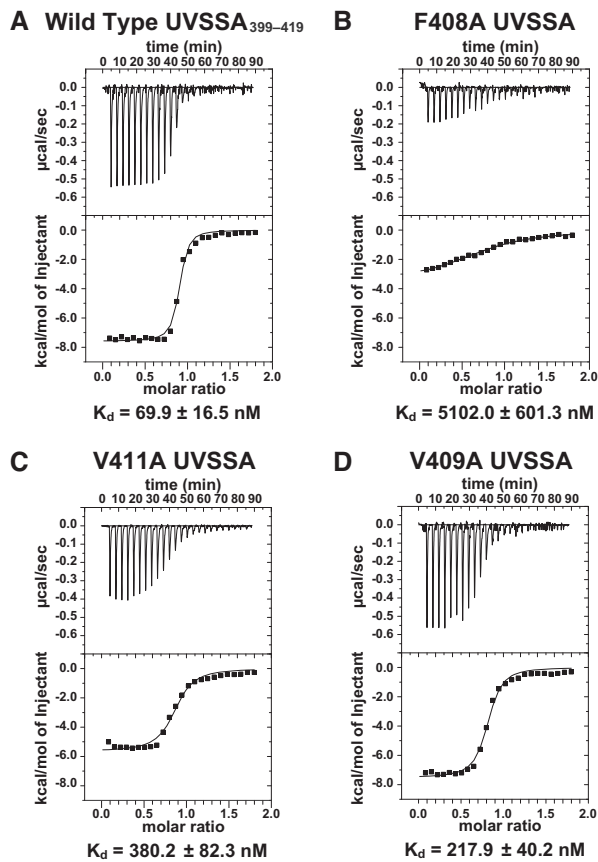 A Wild Type UVSSA399–419
time (min)
0 10 20 30 40 50 60 70 80 90
0.0
-0.1
-0.2
-0.3
-0.4
-0.5
-0.6
µcal/sec
0.0
-2.0
-4.0
-6.0
-8.0
kcal/mol of Injectant
0.0 0.5 1.0 1.5 2.0
molar ratio
Kd = 69.9 ± 16.5 nM
B F408A UVSSA
time (min)
0 10 20 30 40 50 60 70 80 90
0.0
-0.1
-0.2
-0.3
-0.4
-0.5
-0.6
µcal/sec
0.0
-2.0
-4.0
-6.0
-8.0
kcal/mol of Injectant
0.0 0.5 1.0 1.5 2.0
molar ratio
Kd = 5102.0 ± 601.3 nM
C V411A UVSSA
time (min)
0 10 20 30 40 50 60 70 80 90
0.0
-0.1
-0.2
-0.3
-0.4
-0.5
-0.6
µcal/sec
0.0
-2.0
-4.0
-6.0
-8.0
kcal/mol of Injectant
0.0 0.5 1.0 1.5 2.0
molar ratio
Kd = 380.2 ± 82.3 nM
D V409A UVSSA
time (min)
0 10 20 30 40 50 60 70 80 90
0.0
-0.1
-0.2
-0.3
-0.4
-0.5
-0.6
µcal/sec
0.0
-2.0
-4.0
-6.0
-8.0
kcal/mol of Injectant
0.0 0.5 1.0 1.5 2.0
molar ratio
Kd = 217.9 ± 40.2 nM